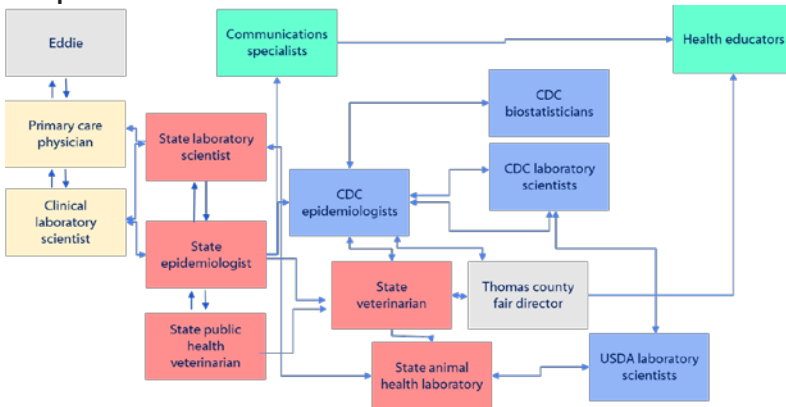 Eddie
Communications
specialists
Health educators
Primary care
physician
State laboratory
scientist
CDC
biostatisticians
CDC laboratory
scientists
Clinical
laboratory
scientist
CDC
epidemiologists
State
epidemiologist
State
veterinarian
Thomas county
fair director
State public
health
veterinarian
State animal
health laboratory
USDA laboratory
scientists